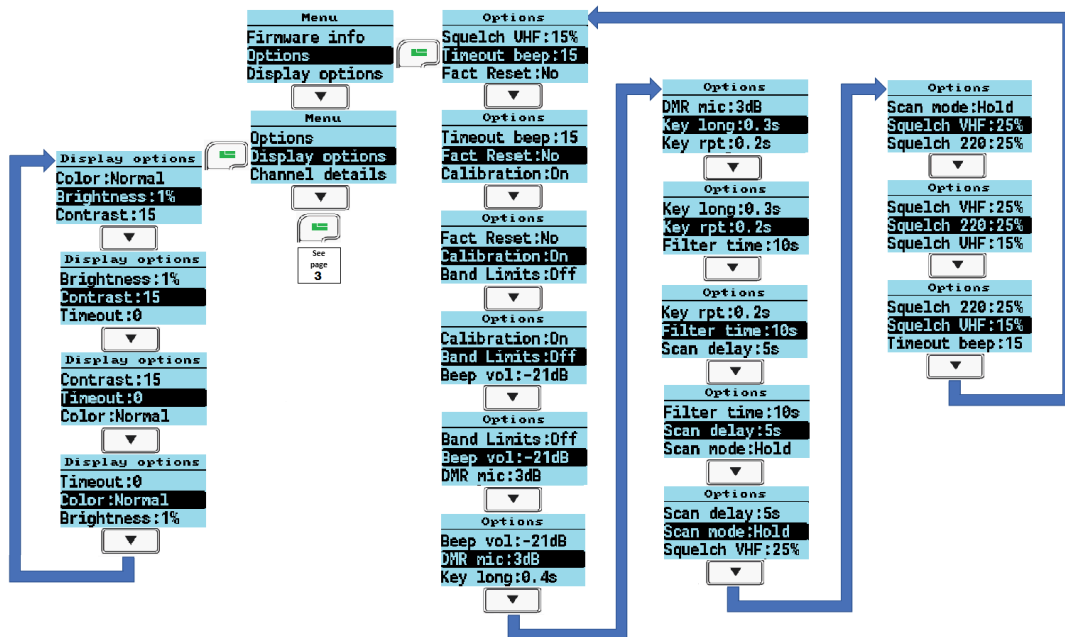 Menu
Firmware info
Options
Display options
Menu
Options
Display options
Channel details
See
page
3
Display options
Color:Normal
Brightness:1%
Contrast:15
Display options
Brightness:1%
Contrast:15
Timeout:0
Display options
Contrast:15
Timeout:0
Color:Normal
Display options
Timeout:0
Color:Normal
Brightness:1%
Options
Squelch VHF:15%
Timeout beep:15
Fact Reset:No
Options
Timeout beep:15
Fact Reset:No
Calibration:On
Options
Fact Reset:No
Calibration:On
Band Limits:Off
Options
Calibration:On
Band Limits:Off
Beep vol:-21dB
Options
Band Limits:Off
Beep vol:-21dB
DMR mic:3dB
Options
Beep vol:-21dB
DMR mic:3dB
Key long:0.4s
Options
DMR mic:3dB
Key long:0.3s
Key rpt:0.2s
Options
Key long:0.3s
Key rpt:0.2s
Filter time:10s
Options
Key rpt:0.2s
Filter time:10s
Scan delay:5s
Options
Filter time:10s
Scan delay:5s
Scan mode:Hold
Options
Scan delay:5s
Scan mode:Hold
Squelch VHF:25%
Options
Scan mode:Hold
Squelch VHF:25%
Squelch 220:25%
Options
Squelch VHF:25%
Squelch 220:25%
Squelch VHF:15%
Options
Squelch 220:25%
Squelch VHF:15%
Timeout beep:15